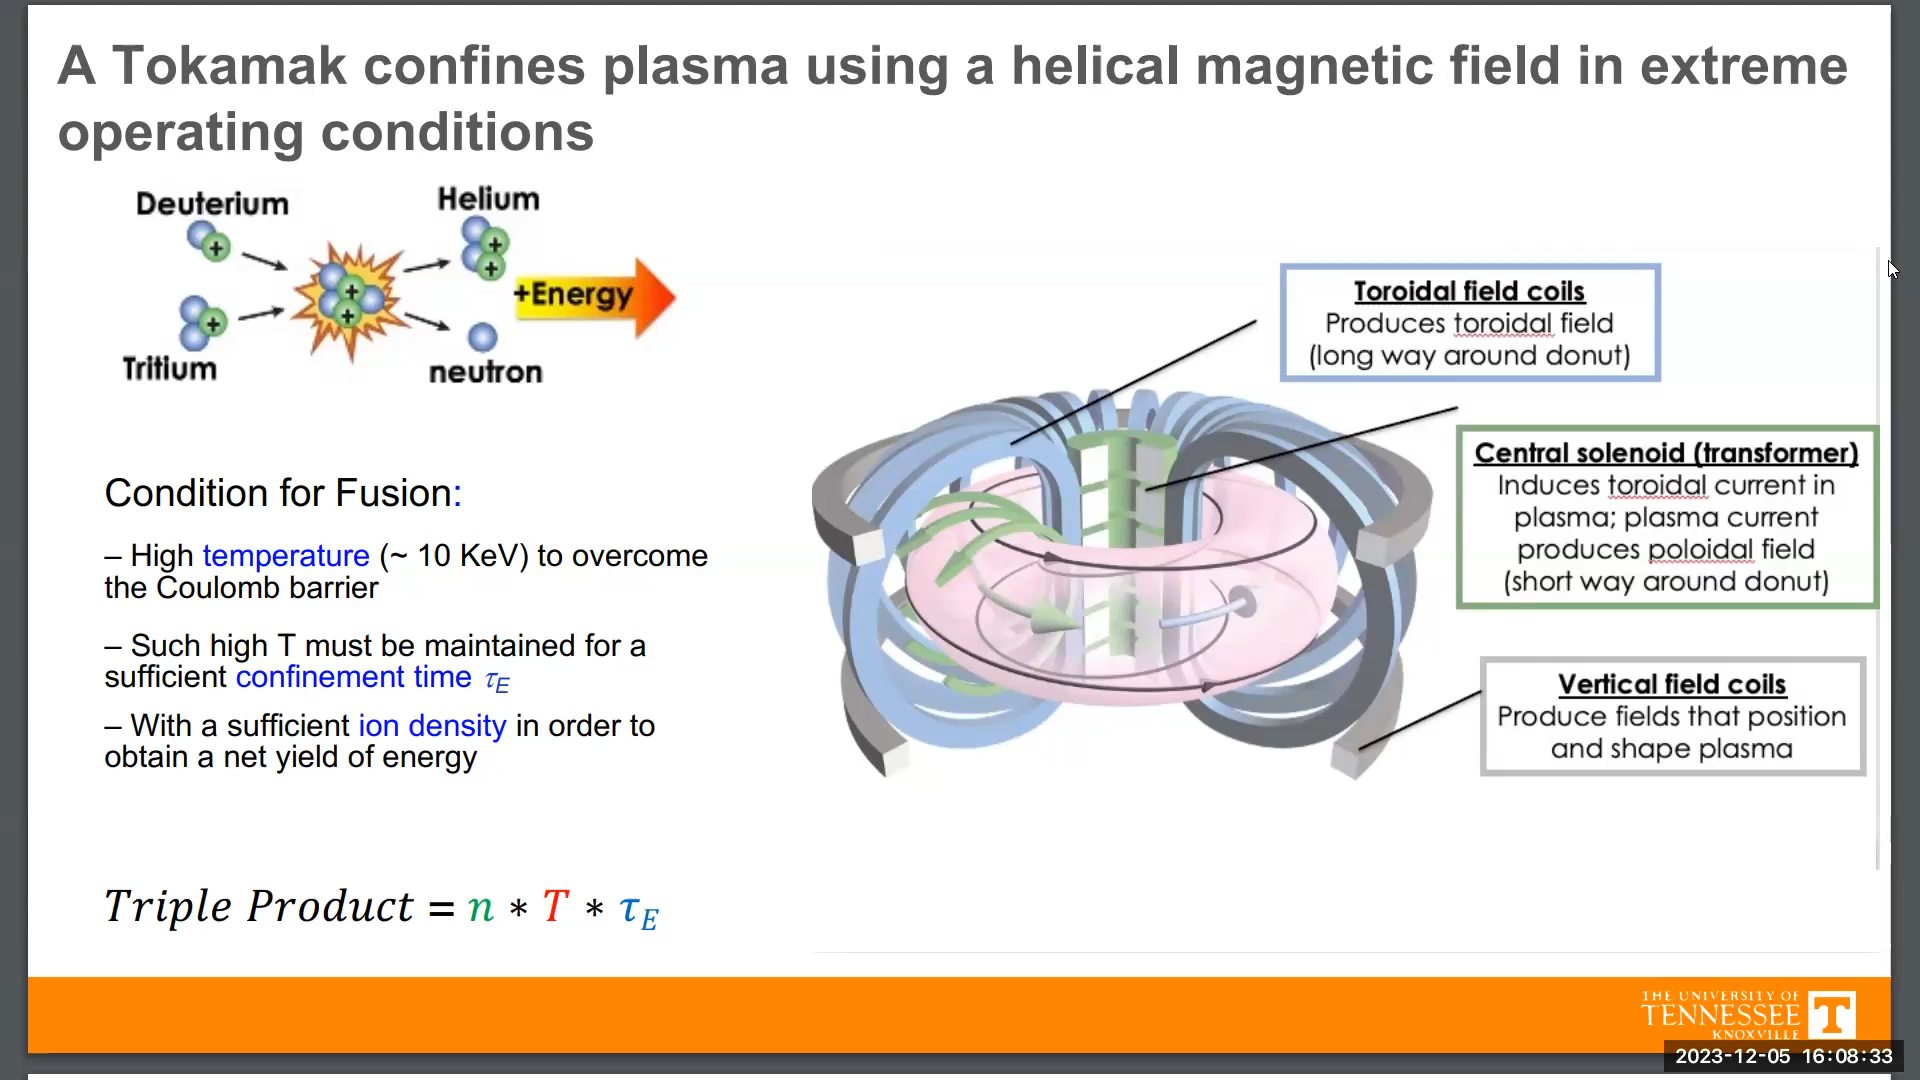 A Tokamak confines plasma using a helical magnetic field in extreme
operating conditions
Deuterium
Helium
+
+
+
+
+
+
+Energy
Tritium
neutron
Condition for Fusion:
– High temperature (~ 10 KeV) to overcome
the Coulomb barrier
– Such high T must be maintained for a
sufficient confinement time τE
– With a sufficient ion density in order to
obtain a net yield of energy
Triple Product = n * T * τE
Toroidal field coils
Produces toroidal field
(long way around donut)
Central solenoid (transformer)
Induces toroidal current in
plasma; plasma current
produces poloidal field
(short way around donut)
Vertical field coils
Produce fields that position
and shape plasma
THE UNIVERSITY OF
TENNESSEE
KNOXVILLE
T
2023-12-05 16:08:33